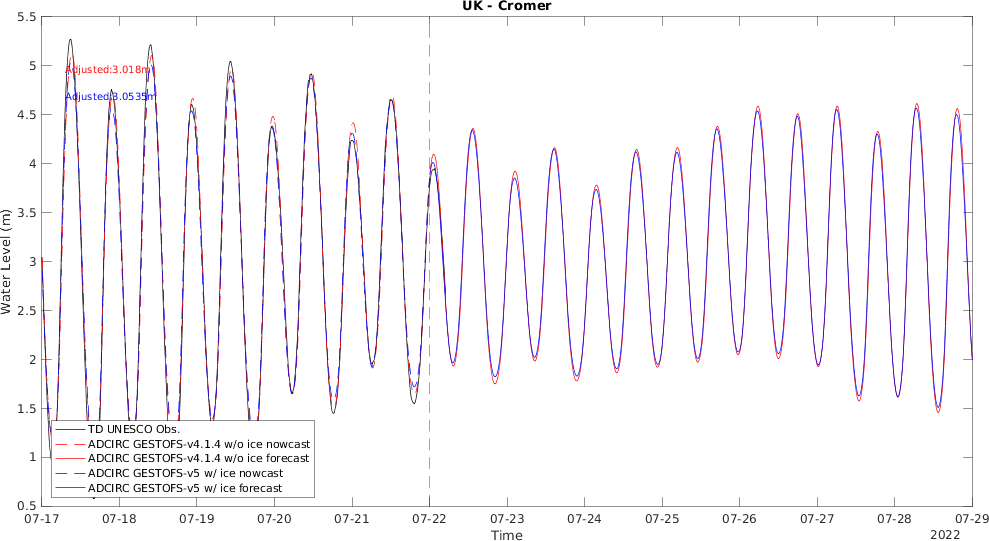 UK - Cromer
5.5
5
4.5
4
3.5
3
2.5
2
1.5
1
0.5
Water Level (m)
Adjusted:3.018m
Adjusted:3.0535m
TD UNESCO Obs.
ADCIRC GESTOFS-v4.1.4 w/o ice nowcast
ADCIRC GESTOFS-v4.1.4 w/o ice forecast
ADCIRC GESTOFS-v5 w/ ice nowcast
ADCIRC GESTOFS-v5 w/ ice forecast
07-17 07-18 07-19 07-20 07-21 07-22 07-23 07-24 07-25 07-26 07-27 07-28 07-29
Time
2022